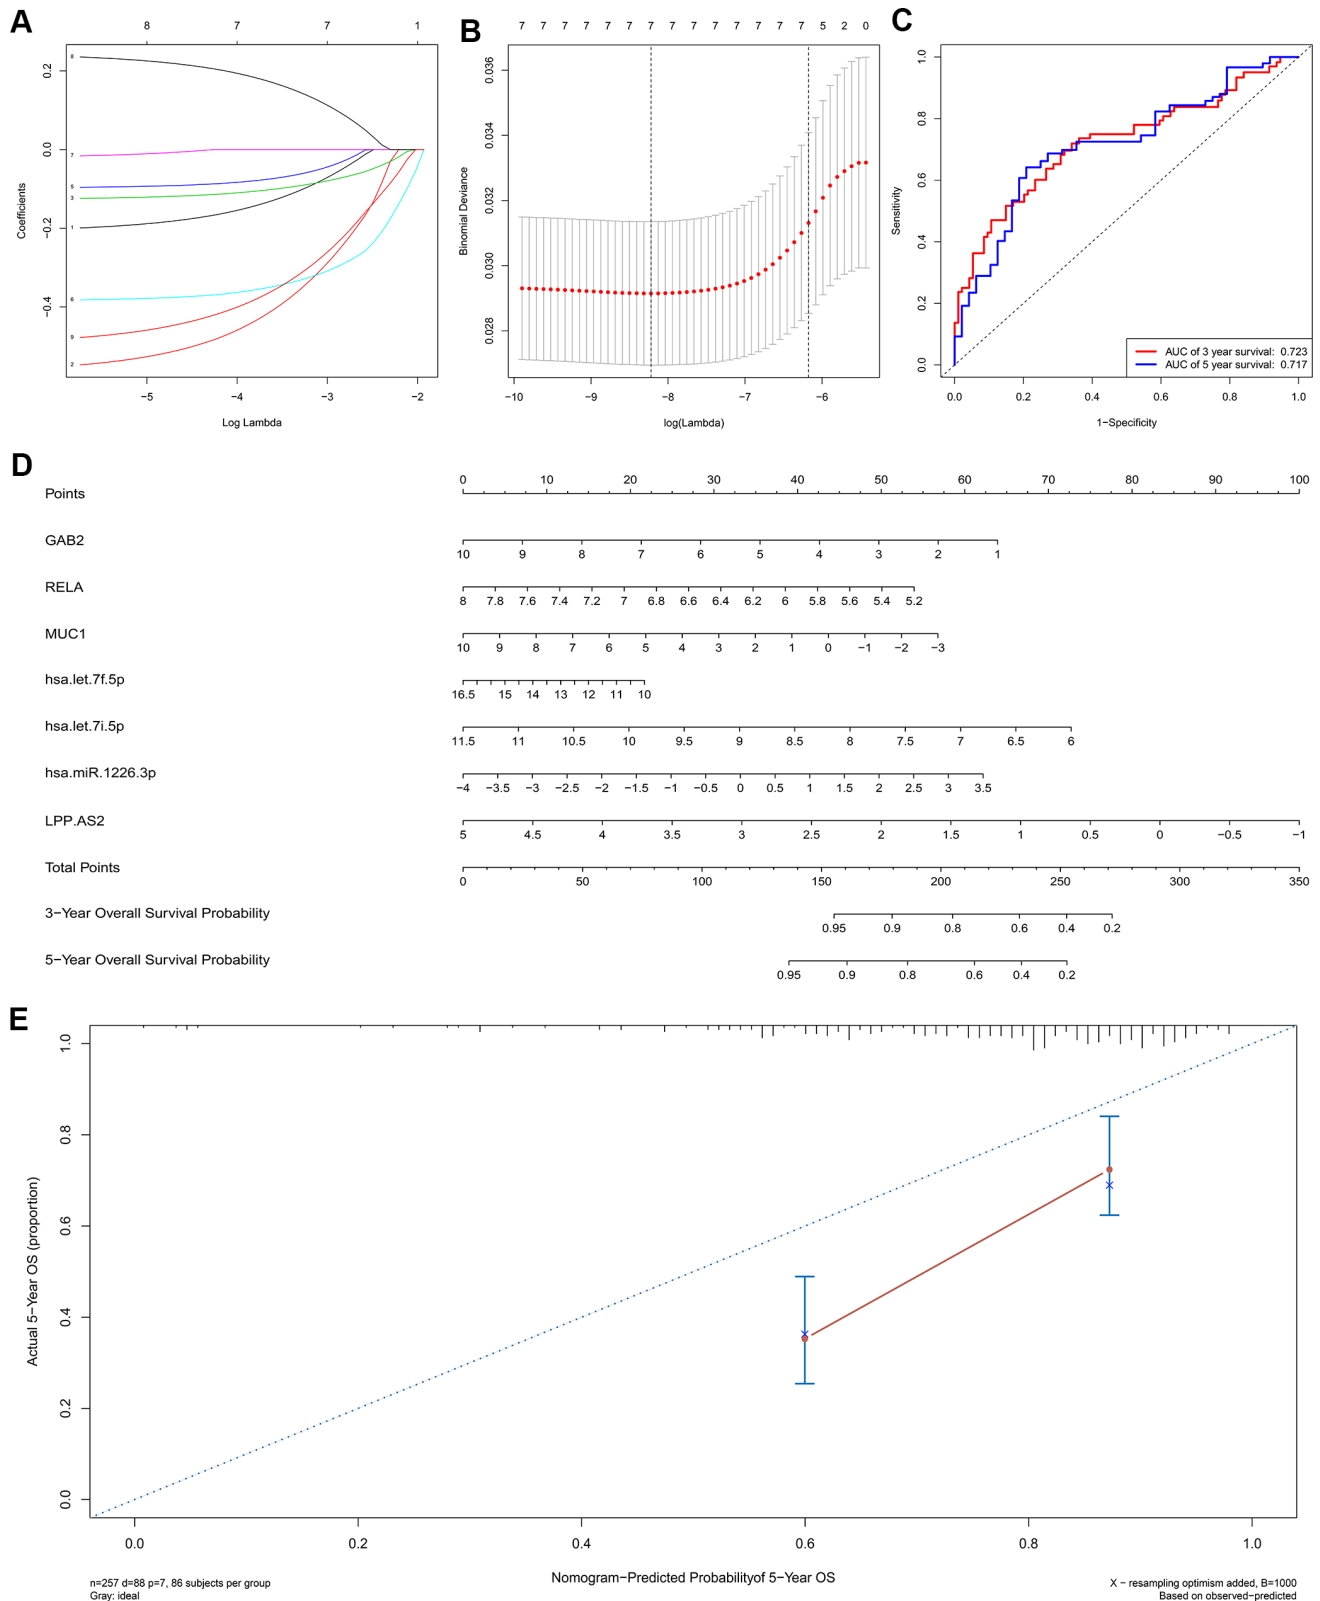 A
8 7 7 1
0.2
0.0
−0.2
−0.4
Coefficients
8
7
5
3
1
6
9
2
−5 −4 −3 −2
Log Lambda
B
7 7 7 7 7 7 7 7 7 7 7 7 7 7 5 2 0
0.036
0.034
0.032
0.030
0.028
Binomial Deviance
−10 −9 −8 −7 −6
log(Lambda)
C
1.0
0.8
0.6
0.4
0.2
0.0
Sensitivity
AUC of 3 year survival: 0.723
AUC of 5 year survival: 0.717
0.0 0.2 0.4 0.6 0.8 1.0
1−Specificity
D
Points
0 10 20 30 40 50 60 70 80 90 100
GAB2
10 9 8 7 6 5 4 3 2 1
RELA
8 7.8 7.6 7.4 7.2 7 6.8 6.6 6.4 6.2 6 5.8 5.6 5.4 5.2
MUC1
10 9 8 7 6 5 4 3 2 1 0 −1 −2 −3
hsa.let.7f.5p
16.5 15 14 13 12 11 10
hsa.let.7i.5p
11.5 11 10.5 10 9.5 9 8.5 8 7.5 7 6.5 6
hsa.miR.1226.3p
−4 −3.5 −3 −2.5 −2 −1.5 −1 −0.5 0 0.5 1 1.5 2 2.5 3 3.5
LPP.AS2
5 4.5 4 3.5 3 2.5 2 1.5 1 0.5 0 −0.5 −1
Total Points
0 50 100 150 200 250 300 350
3−Year Overall Survival Probability
0.95 0.9 0.8 0.6 0.4 0.2
5−Year Overall Survival Probability
0.95 0.9 0.8 0.6 0.4 0.2
E
1.0
0.8
0.6
0.4
0.2
0.0
Actual 5−Year OS (proportion)
0.0 0.2 0.4 0.6 0.8 1.0
Nomogram−Predicted Probabilityof 5−Year OS
n=257 d=88 p=7, 86 subjects per group
Gray: ideal
X − resampling optimism added, B=1000
Based on observed−predicted